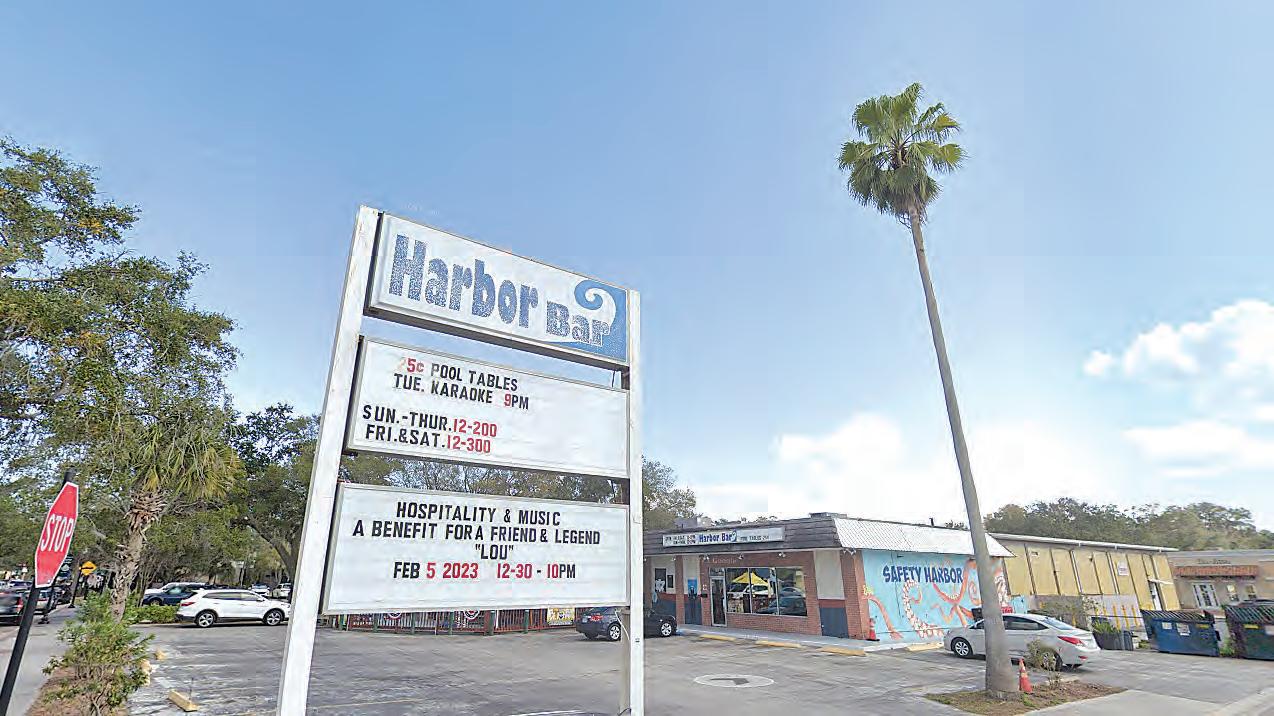 Harbor Bar
25¢ POOL TABLES
TUE. KARAOKE 9PM
SUN.-THUR.12-200
FRI.&SAT.12-300
HOSPITALITY & MUSIC
A BENEFIT FOR A FRIEND & LEGEND
"LOU"
FEB 5 2023 12-30 - 10PM
STOP
Harbor Bar
SAFETY HARBOR